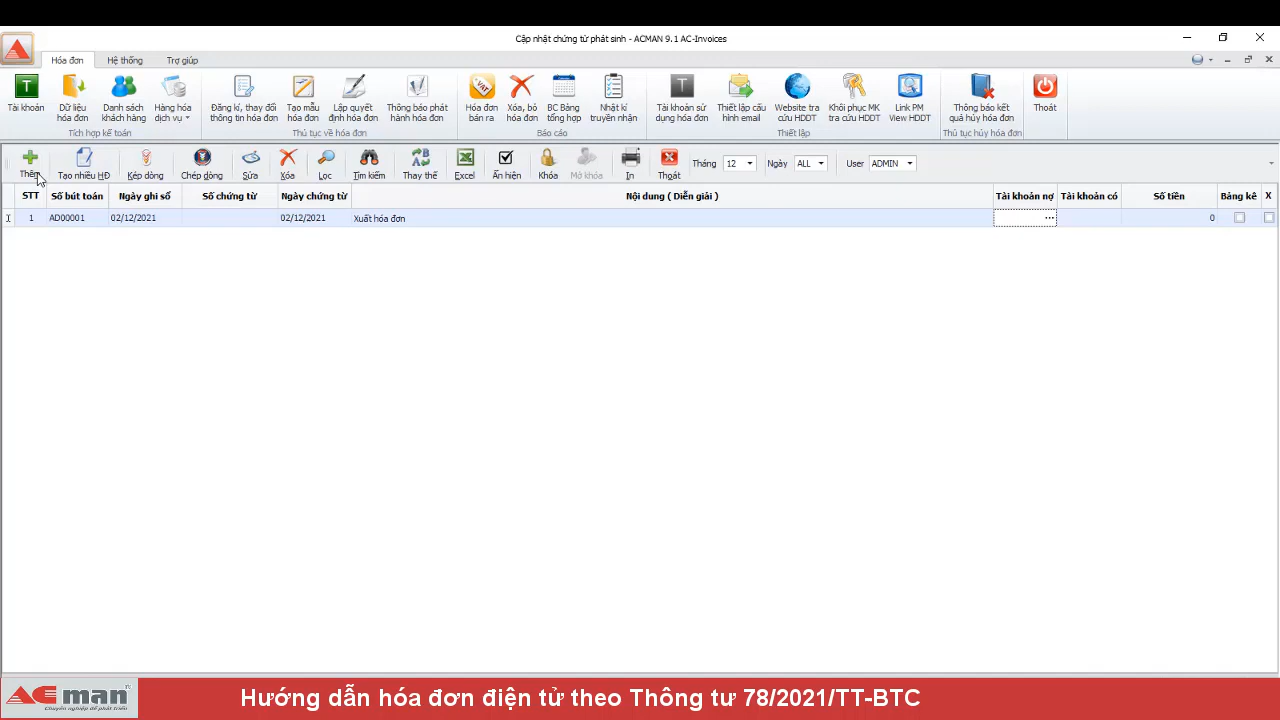 Cập nhật chứng từ phát sinh - ACMAN 9.1 AC-Invoices
Hóa đơn Hệ thống Trợ giúp
T T
Tài khoản Dữ liệu hóa đơn Danh sách khách hàng Hàng hóa dịch vụ Đăng kí, thay đổi thông tin hóa đơn Tạo mẫu hóa đơn Lập quyết định hóa đơn Thông báo phát hành hóa đơn Hóa đơn bán ra Xóa, bỏ hóa đơn BC Bảng tổng hợp Nhật kí truyền nhận Tài khoản sử dụng hóa đơn Thiết lập cấu hình email Website tra cứu HDDT Khôi phục MK tra cứu HDDT Link PM View HDDT Thông báo kết quả hủy hóa đơn Thoát
Tích hợp kế toán Thủ tục về hóa đơn Báo cáo Thiết lập Thủ tục hủy hóa đơn
Thêm Tạo nhiều HĐ Kép dòng Chép dòng Sửa Xóa Lọc Tìm kiếm Thay thế Excel Ẩn hiện Khóa Mở khóa In Thoát Tháng 12 Ngày ALL User ADMIN
STT Số bút toán Ngày ghi sổ Số chứng từ Ngày chứng từ Nội dung ( Diễn giải ) Tài khoản nợ Tài khoản có Số tiền Bảng kê X
1 AD00001 02/12/2021 02/12/2021 Xuất hóa đơn ... 0
ACman
Chuyên nghiệp để phát triển
Hướng dẫn hóa đơn điện tử theo Thông tư 78/2021/TT-BTC